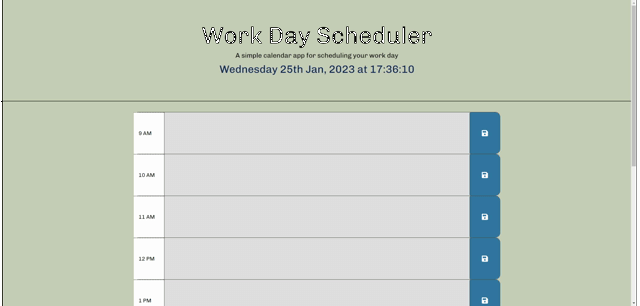 Work Day Scheduler
A simple calendar app for scheduling your work day
Wednesday 25th Jan, 2023 at 17:36:10
9 AM
10 AM
11 AM
12 PM
1 PM